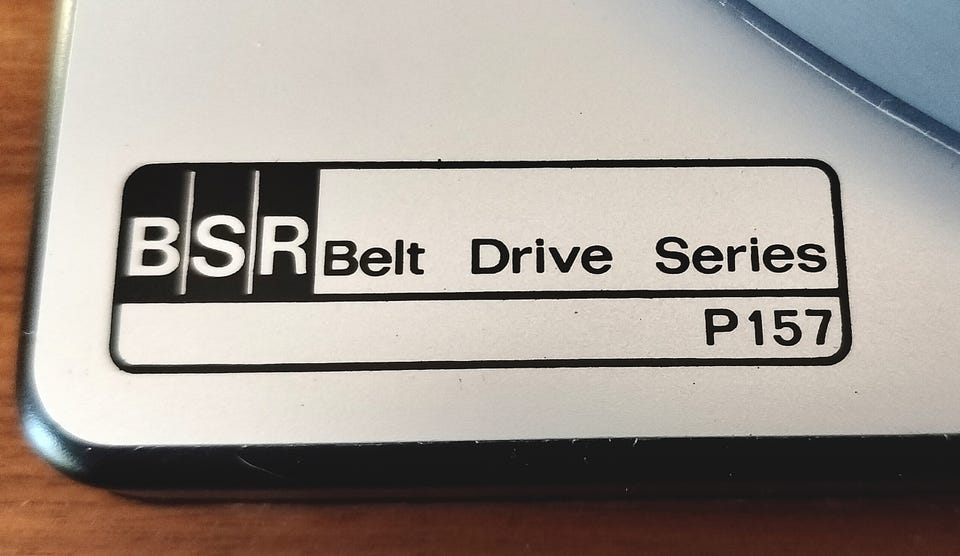 BSR Belt Drive Series
P157